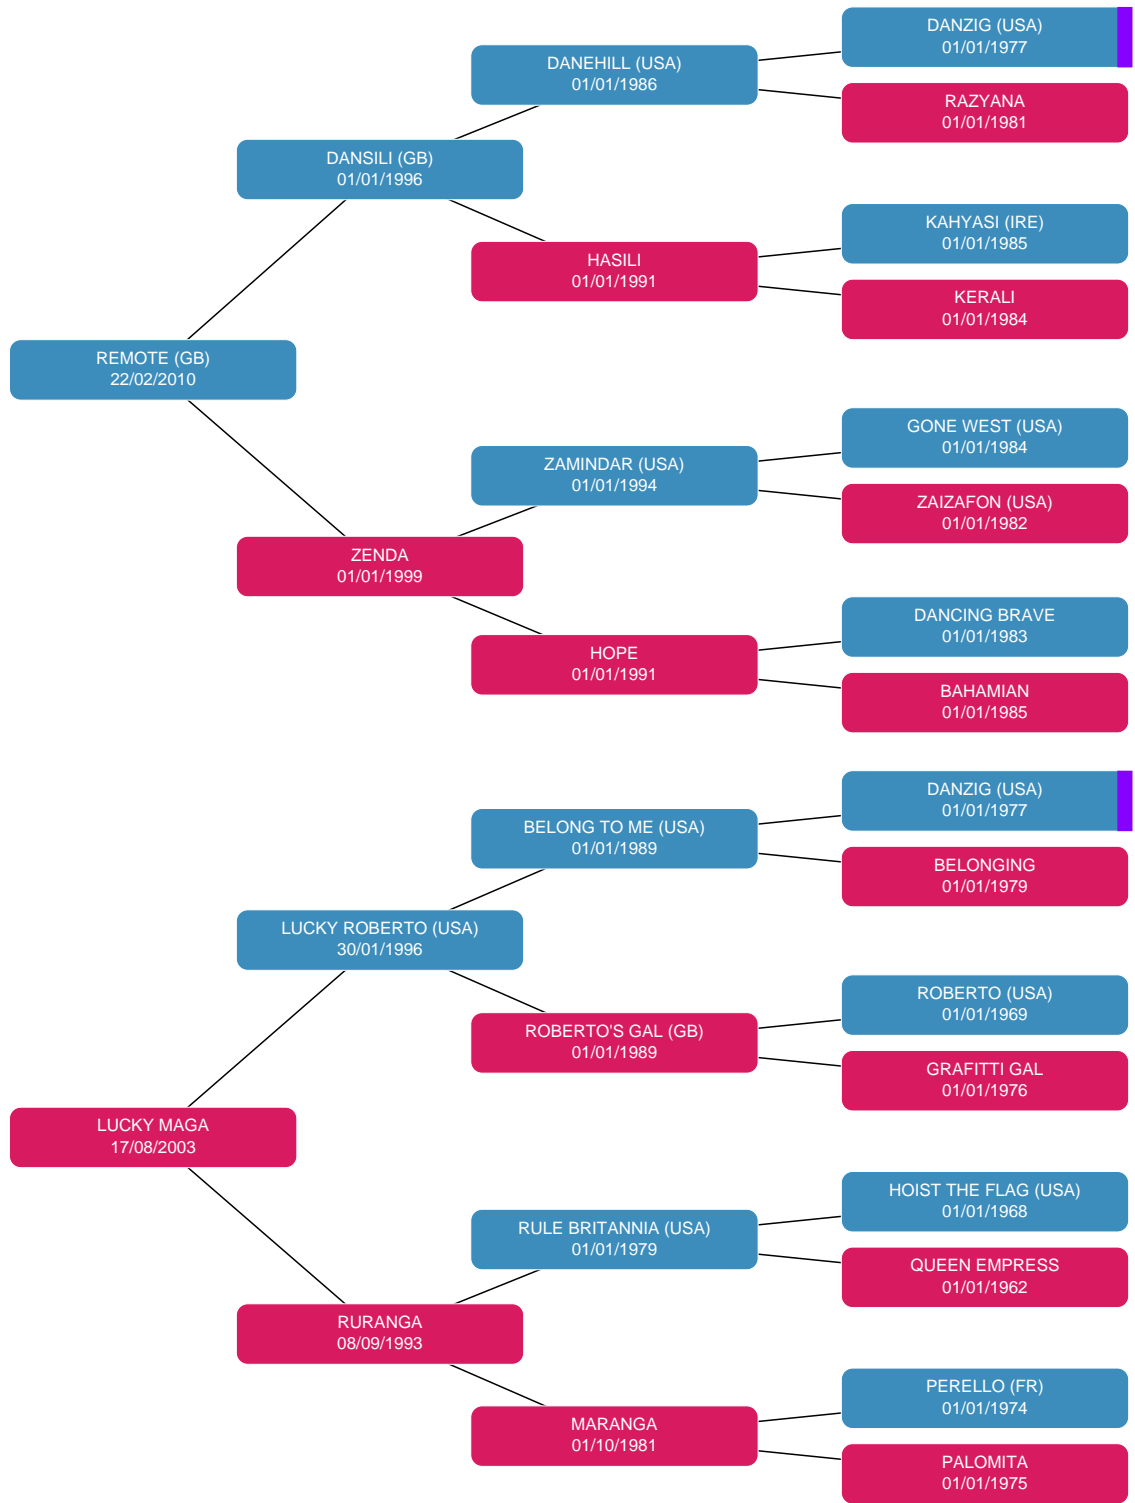 DANZIG (USA)
01/01/1977
DANEHILL (USA)
01/01/1986
RAZYANA
01/01/1981
DANSILI (GB)
01/01/1996
KAHYASI (IRE)
01/01/1985
HASILI
01/01/1991
KERALI
01/01/1984
REMOTE (GB)
22/02/2010
GONE WEST (USA)
01/01/1984
ZAMINDAR (USA)
01/01/1994
ZAIZAFON (USA)
01/01/1982
ZENDA
01/01/1999
DANCING BRAVE
01/01/1983
HOPE
01/01/1991
BAHAMIAN
01/01/1985
DANZIG (USA)
01/01/1977
BELONG TO ME (USA)
01/01/1989
BELONGING
01/01/1979
LUCKY ROBERTO (USA)
30/01/1996
ROBERTO (USA)
01/01/1969
ROBERTO'S GAL (GB)
01/01/1989
GRAFITTI GAL
01/01/1976
LUCKY MAGA
17/08/2003
HOIST THE FLAG (USA)
01/01/1968
RULE BRITANNIA (USA)
01/01/1979
QUEEN EMPRESS
01/01/1962
RURANGA
08/09/1993
PERELLO (FR)
01/01/1974
MARANGA
01/10/1981
PALOMITA
01/01/1975